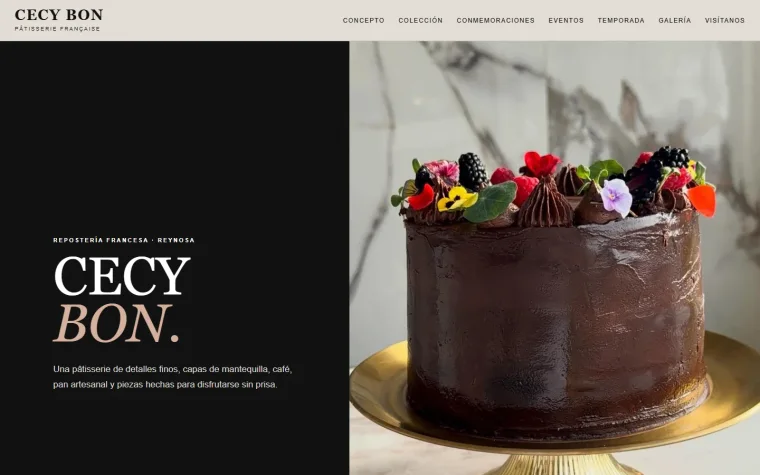 CECY BON
PÂTISSERIE FRANÇAISE
CONCEPTO COLECCIÓN CONMEMORACIONES EVENTOS TEMPORADA GALERÍA VISÍTANOS
REPOSTERÍA FRANCESA · REYNOSA
CECY
BON.
Una pâtisserie de detalles finos, capas de mantequilla, café,
pan artesanal y piezas hechas para disfrutarse sin prisa.